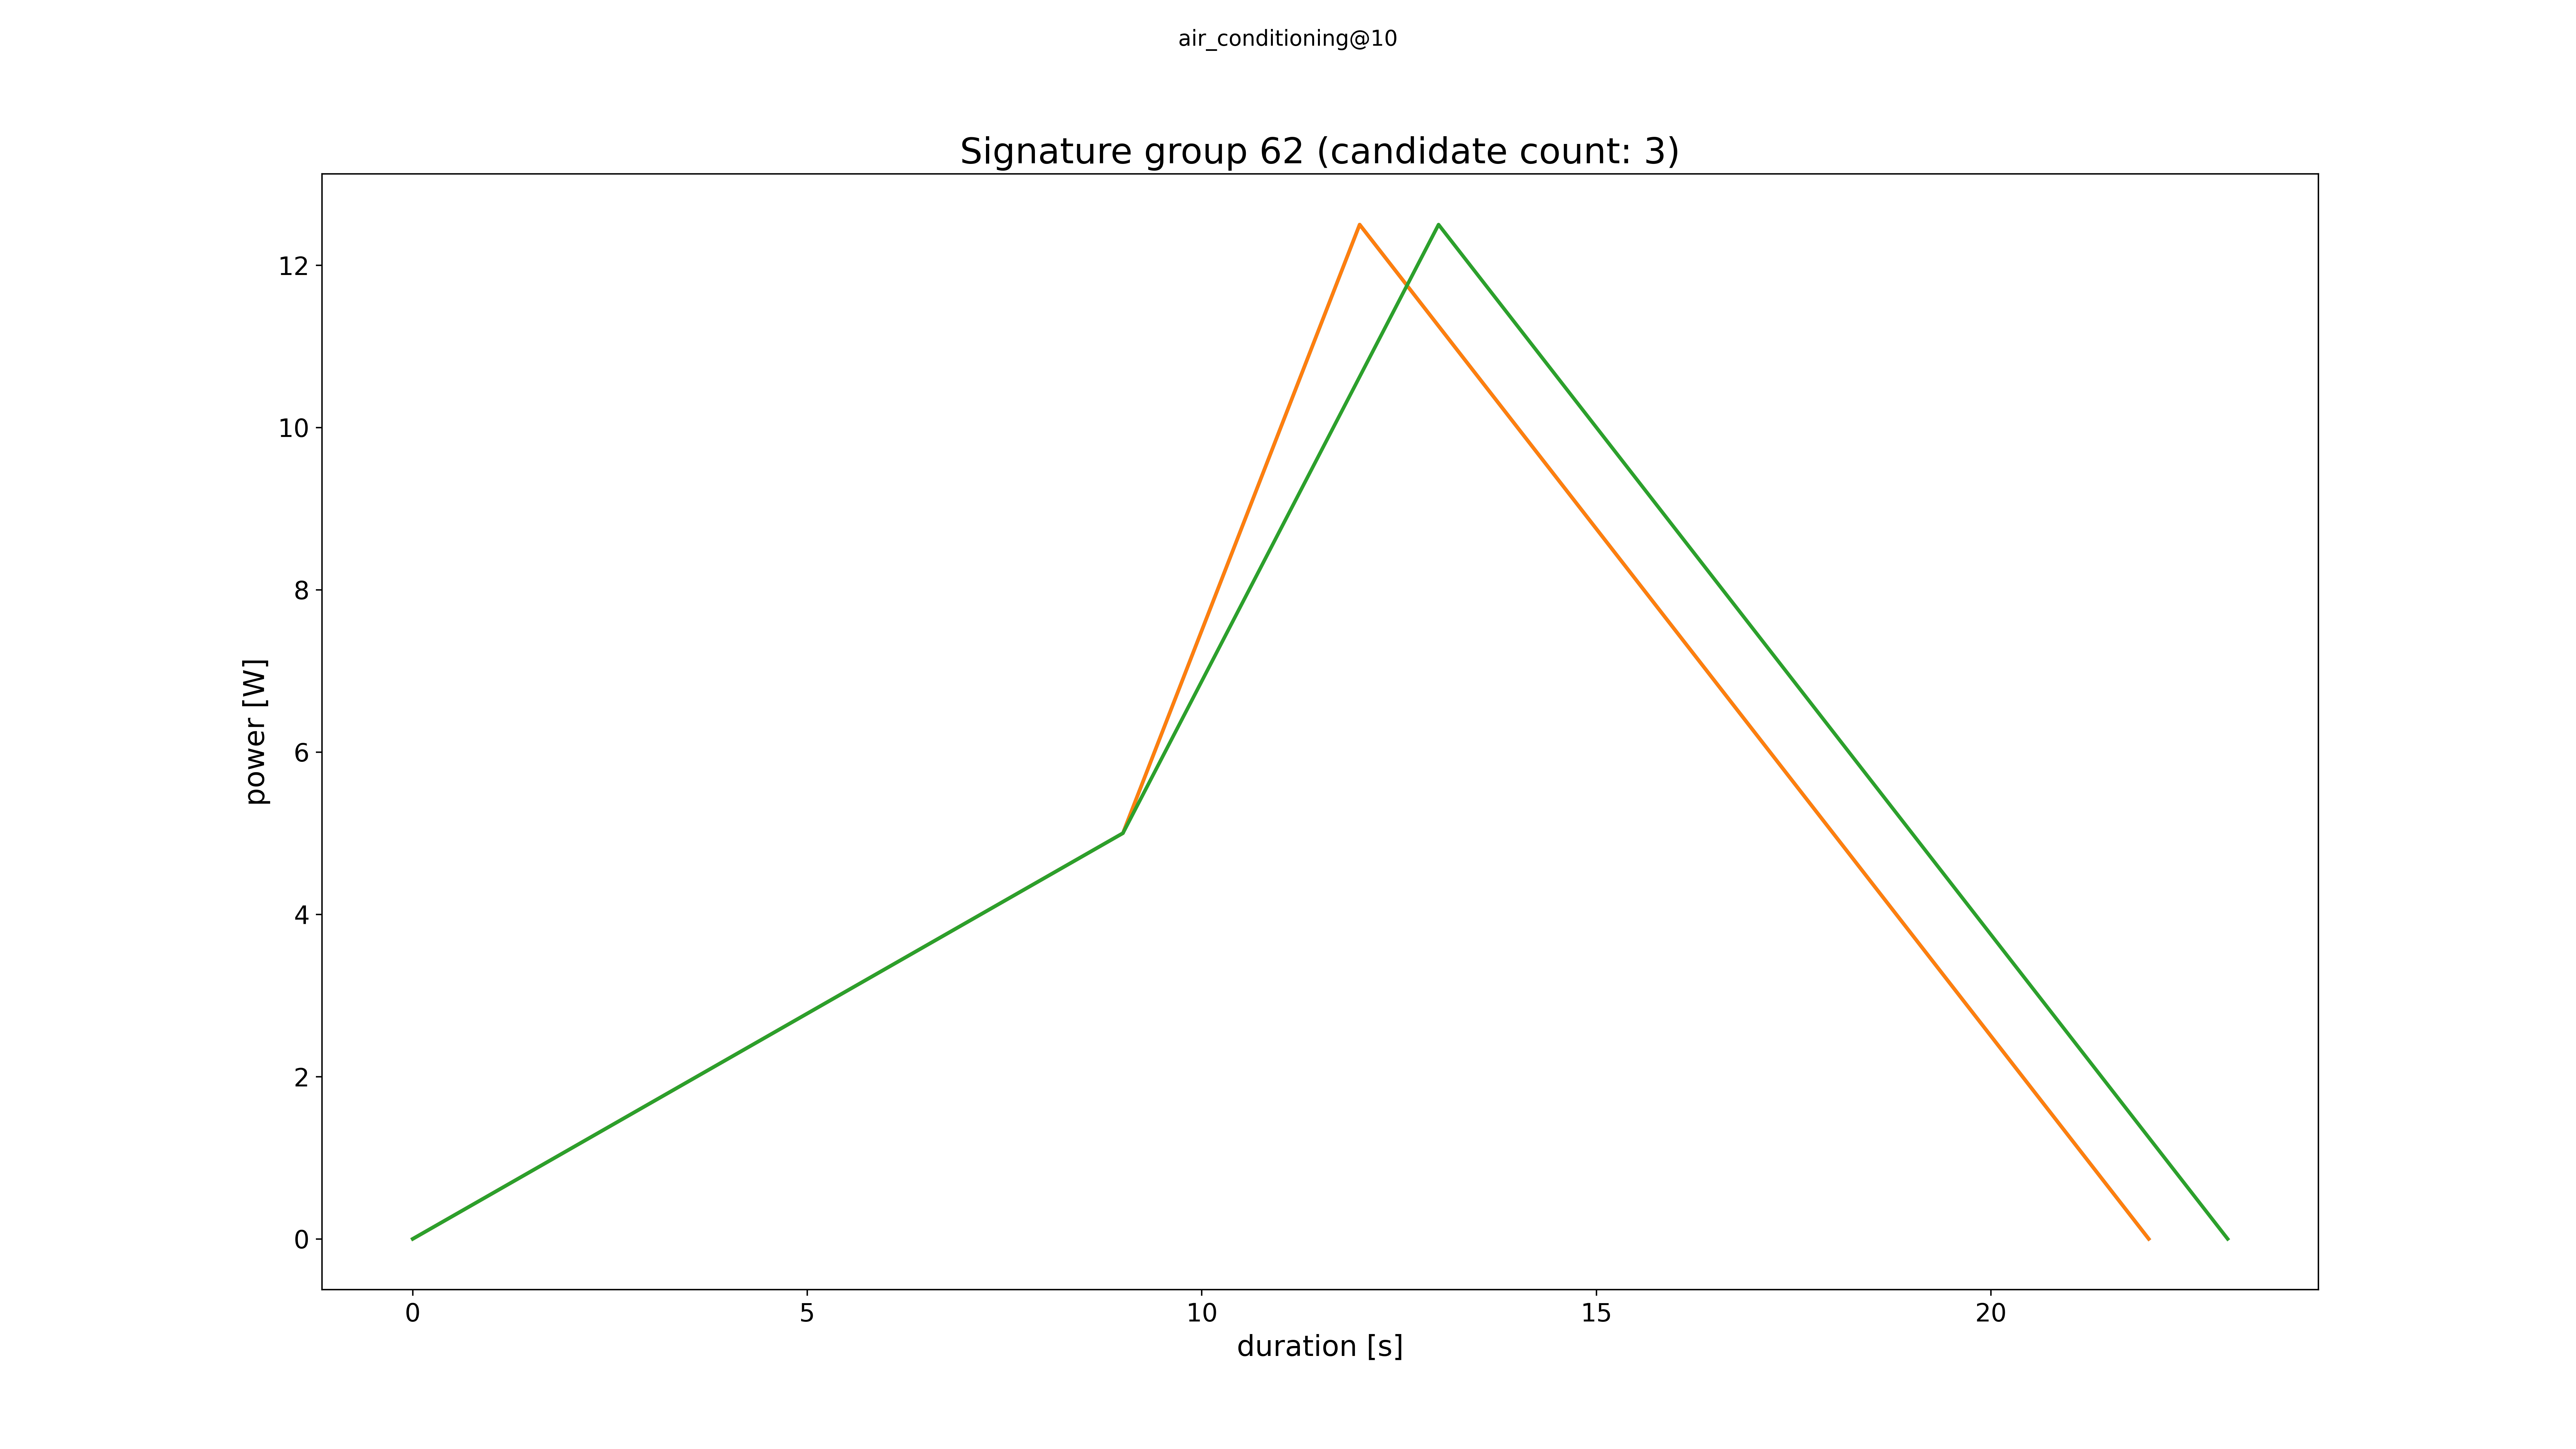 air_conditioning@10
Signature group 62 (candidate count: 3)
12
10
8
6
4
2
0
power [W]
0 5 10 15 20
duration [s]